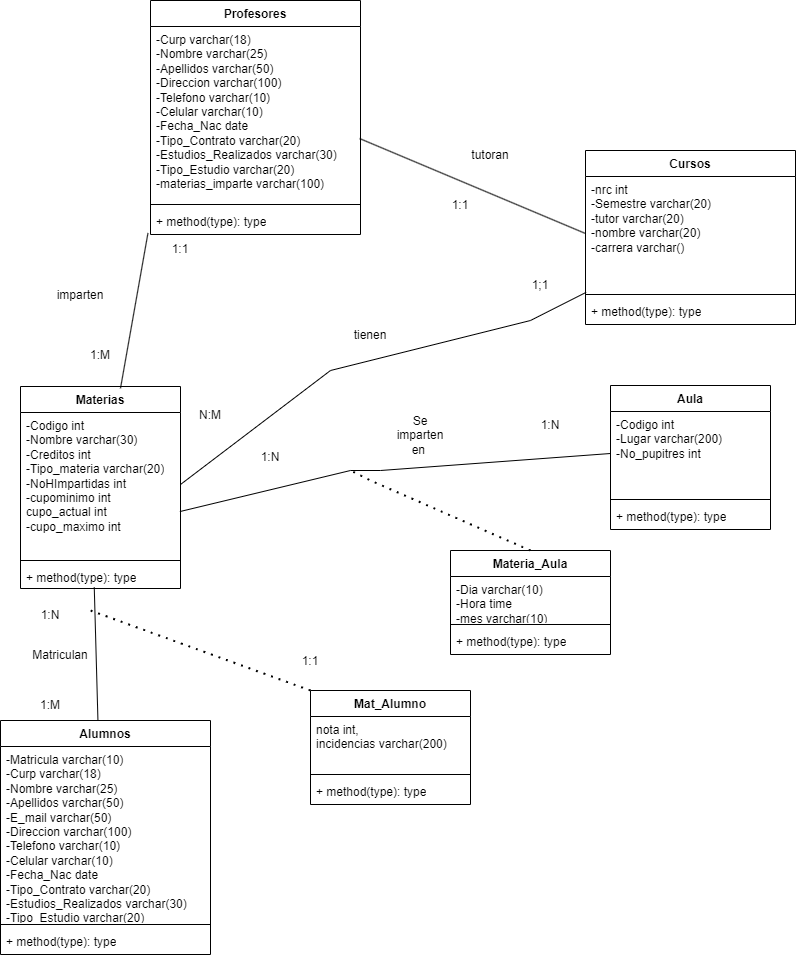 Profesores
-Curp varchar(18)
-Nombre varchar(25)
-Apellidos varchar(50)
-Direccion varchar(100)
-Telefono varchar(10)
-Celular varchar(10)
-Fecha_Nac date
-Tipo_Contrato varchar(20)
-Estudios_Realizados varchar(30)
-Tipo_Estudio varchar(20)
-materias_imparte varchar(100)
+ method(type): type
tutoran
1:1
Cursos
-nrc int
-Semestre varchar(20)
-tutor varchar(20)
-nombre varchar(20)
-carrera varchar()
+ method(type): type
1:1
imparten
1:M
1;1
tienen
N:M
Materias
-Codigo int
-Nombre varchar(30)
-Creditos int
-Tipo_materia varchar(20)
-NoHImpartidas int
-cupominimo int
cupo_actual int
-cupo_maximo int
+ method(type): type
1:N
Se
imparten
en
1:N
Aula
-Codigo int
-Lugar varchar(200)
-No_pupitres int
+ method(type): type
Materia_Aula
-Dia varchar(10)
-Hora time
-mes varchar(10)
+ method(type): type
1:N
Matriculan
1:M
1:1
Mat_Alumno
nota int,
incidencias varchar(200)
+ method(type): type
Alumnos
-Matricula varchar(10)
-Curp varchar(18)
-Nombre varchar(25)
-Apellidos varchar(50)
-E_mail varchar(50)
-Direccion varchar(100)
-Telefono varchar(10)
-Celular varchar(10)
-Fecha_Nac date
-Tipo_Contrato varchar(20)
-Estudios_Realizados varchar(30)
-Tipo_Estudio varchar(20)
+ method(type): type